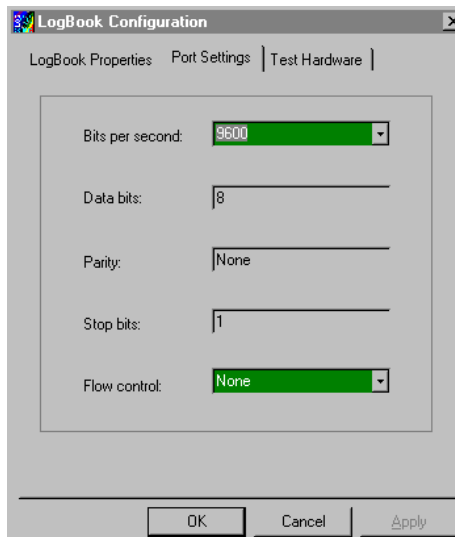 LogBook Configuration
LogBook Properties Port Settings Test Hardware
Bits per second: 9600
Data bits: 8
Parity: None
Stop bits: 1
Flow control: None
OK Cancel Apply